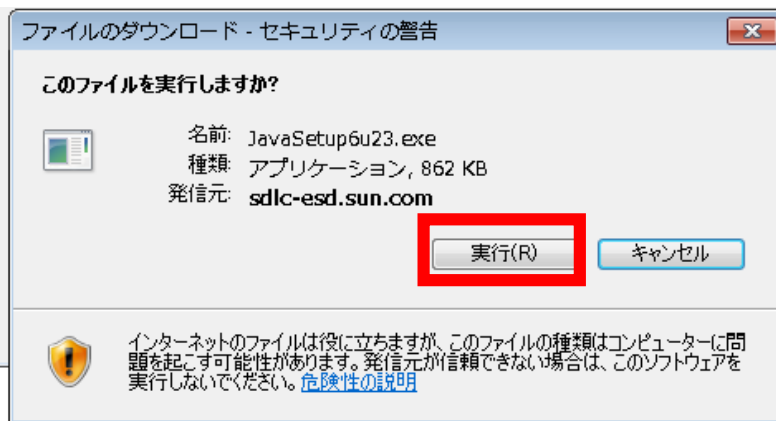 ファイルのダウンロード - セキュリティの警告
このファイルを実行しますか?
名前: JavaSetup6u23.exe
種類: アプリケーション, 862 KB
発信元: sdlc-esd.sun.com
実行(R) キャンセル
インターネットのファイルは役に立ちますが、このファイルの種類はコンピューターに問
題を起こす可能性があります。発信元が信頼できない場合は、このソフトウェアを
実行しないでください。危険性の説明